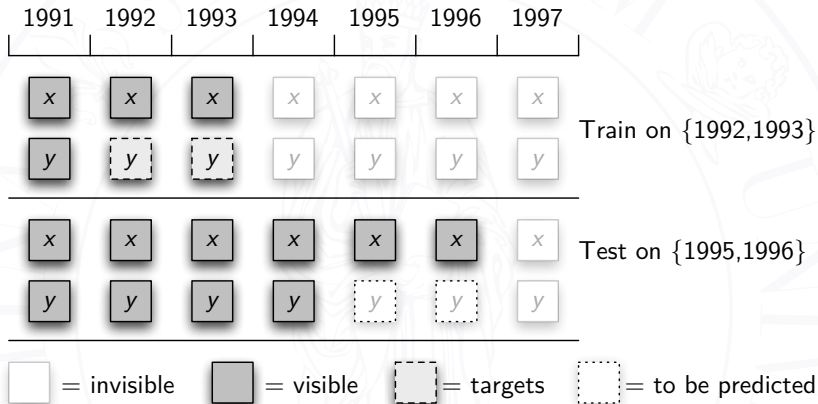 1991 1992 1993 1994 1995 1996 1997
x x x x x x x
Train on {1992,1993}
y y y y y y y
x x x x x x x
Test on {1995,1996}
y y y y y y y
= invisible = visible = targets = to be predicted